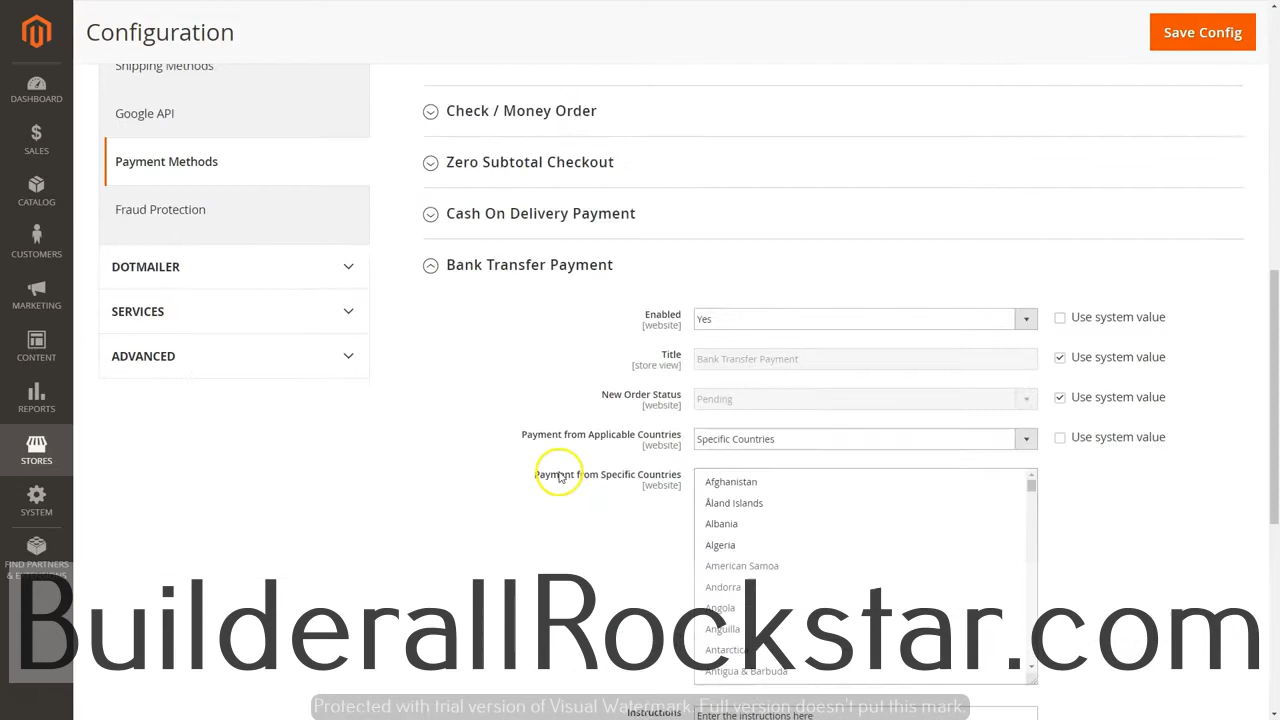 Configuration
Save Config
DASHBOARD
SALES
CATALOG
CUSTOMERS
MARKETING
CONTENT
REPORTS
STORES
SYSTEM
FIND PARTNERS
& EXTENSIONS
Shipping Methods
Google API
Payment Methods
Fraud Protection
DOTMAILER
SERVICES
ADVANCED
Check / Money Order
Zero Subtotal Checkout
Cash On Delivery Payment
Bank Transfer Payment
Enabled
[website]
Yes
Use system value
Title
[store view]
Bank Transfer Payment
Use system value
New Order Status
[website]
Pending
Use system value
Payment from Applicable Countries
[website]
Specific Countries
Use system value
Payment from Specific Countries
[website]
Afghanistan
Åland Islands
Albania
Algeria
American Samoa
Andorra
Angola
Anguilla
Antarctica
Antigua & Barbuda
Instructions
Enter the instructions here
BuilderallRockstar.com
Protected with trial version of Visual Watermark. Full version doesn't put this mark.